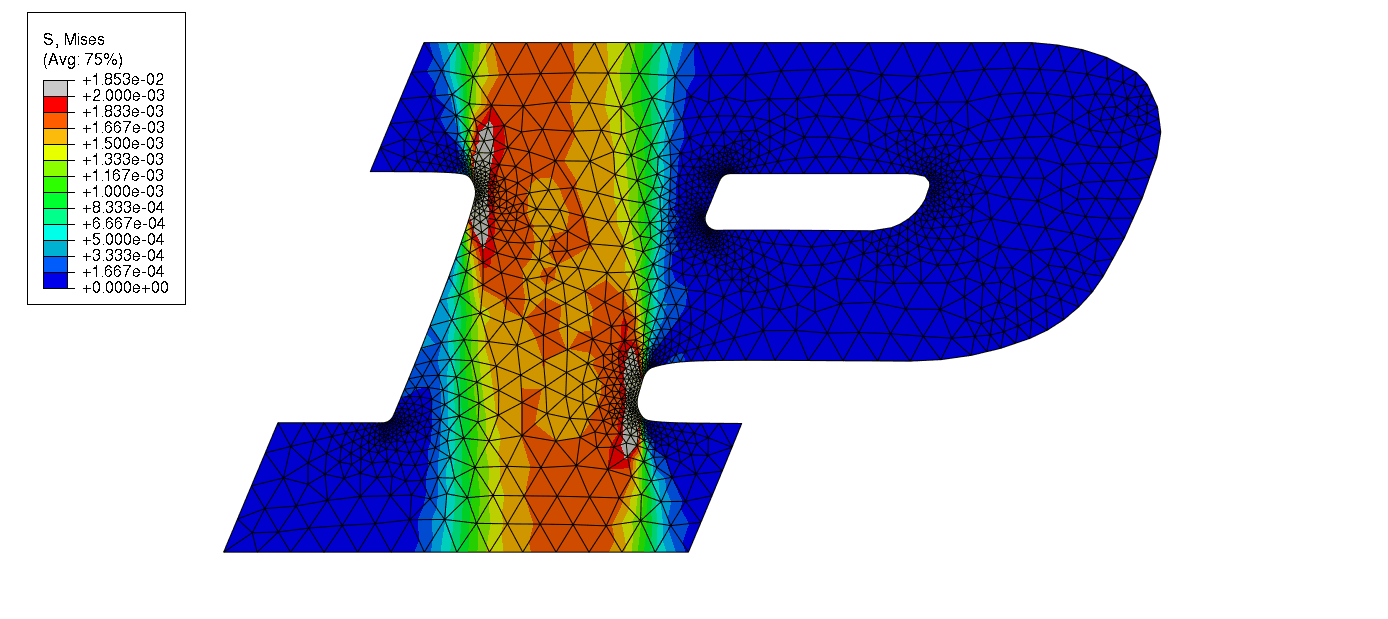 S, Mises
(Avg: 75%)
+1.853e-02
+2.000e-03
+1.833e-03
+1.667e-03
+1.500e-03
+1.333e-03
+1.167e-03
+1.000e-03
+8.333e-04
+6.667e-04
+5.000e-04
+3.333e-04
+1.667e-04
+0.000e+00